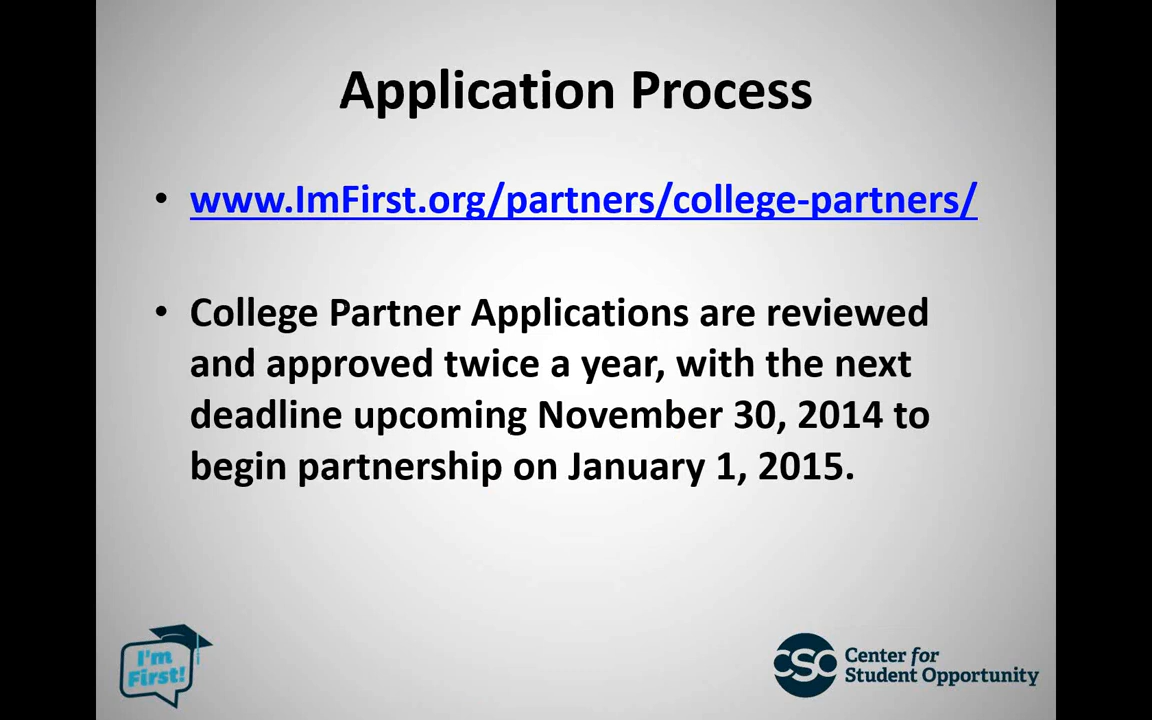 Application Process
• www.ImFirst.org/partners/college-partners/
• College Partner Applications are reviewed
and approved twice a year, with the next
deadline upcoming November 30, 2014 to
begin partnership on January 1, 2015.
I'm
First!
CSO
Center for
Student Opportunity